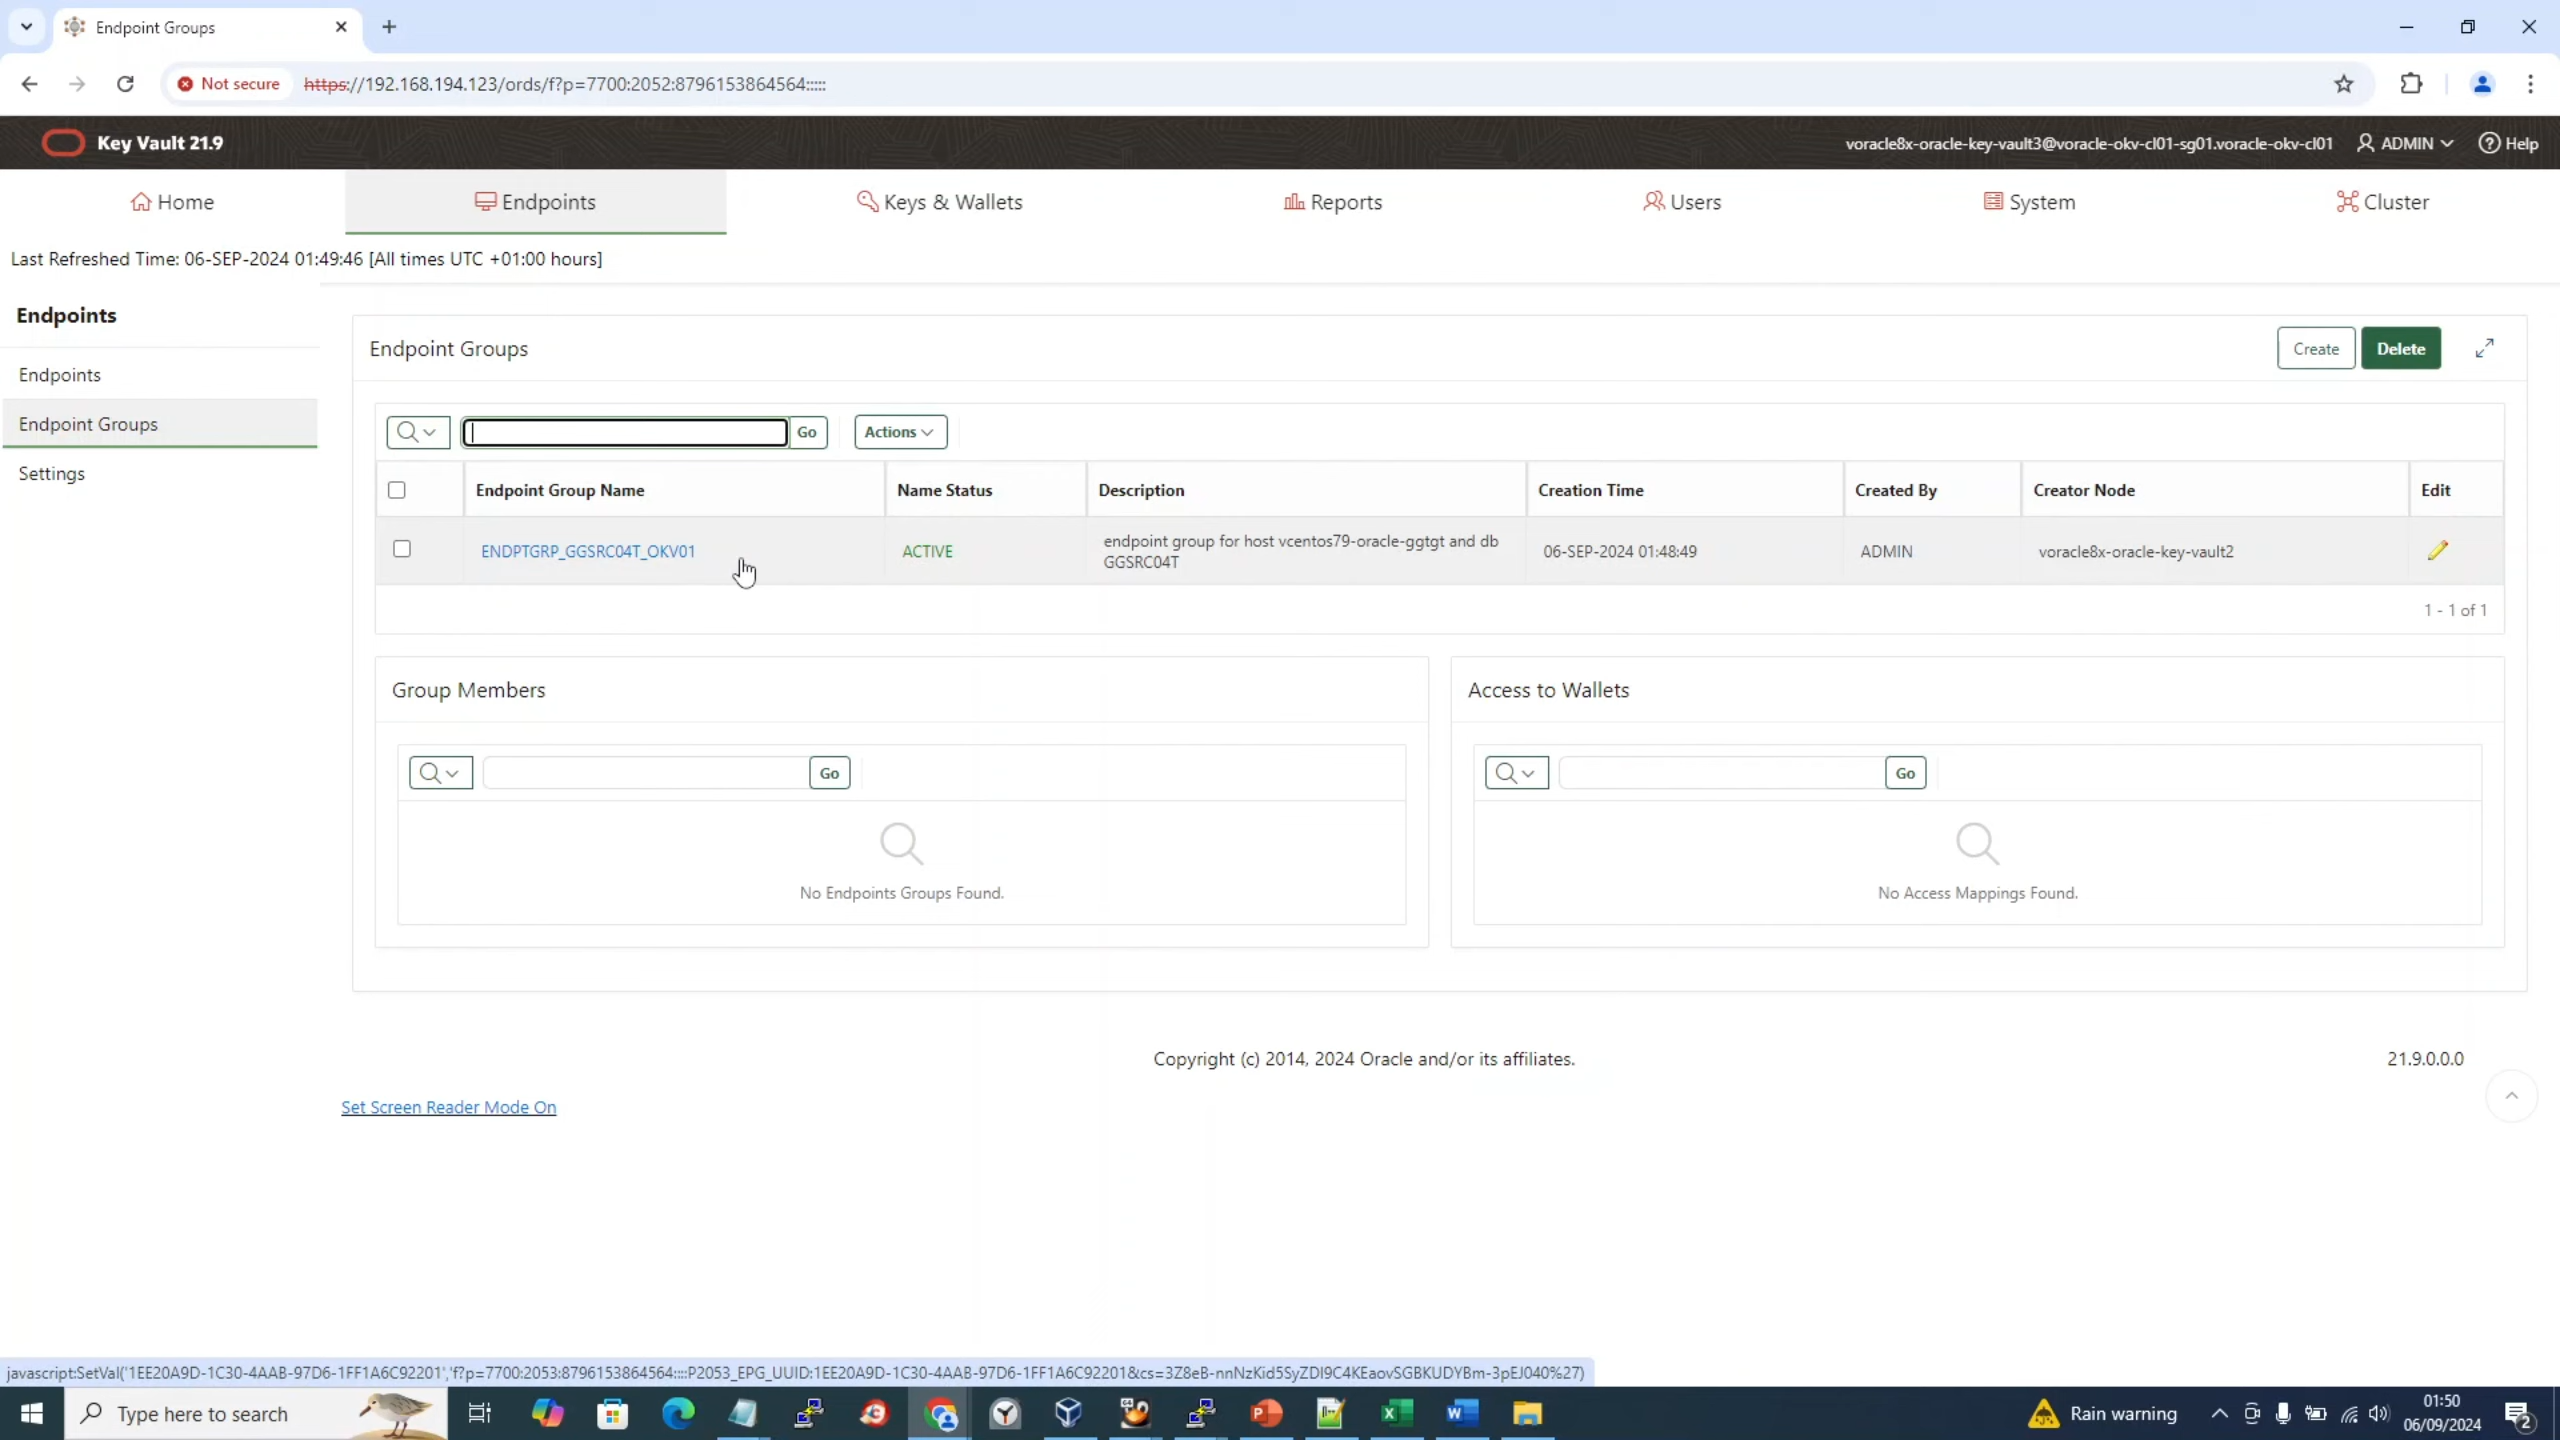 Endpoint Groups
Not secure
https://192.168.194.123/ords/f?p=7700:2052:8796153864564:::::
Key Vault 21.9
voracle8x-oracle-key-vault3@voracle-okv-cl01-sg01.voracle-okv-cl01
ADMIN
Help
Home
Endpoints
Keys & Wallets
Reports
Users
System
Cluster
Last Refreshed Time: 06-SEP-2024 01:49:46 [All times UTC +01:00 hours]
Endpoints
Endpoints
Endpoint Groups
Settings
Endpoint Groups
Create
Delete
Go
Actions
Endpoint Group Name
Name Status
Description
Creation Time
Created By
Creator Node
Edit
ENDPTGRP_GGSRC04T_OKV01
ACTIVE
endpoint group for host vcentos79-oracle-ggtgt and db
GGSRC04T
06-SEP-2024 01:48:49
ADMIN
voracle8x-oracle-key-vault2
1 - 1 of 1
Group Members
Go
No Endpoints Groups Found.
Access to Wallets
Go
No Access Mappings Found.
Copyright (c) 2014, 2024 Oracle and/or its affiliates.
21.9.0.0.0
Set Screen Reader Mode On
javascript:SetVal('1EE20A9D-1C30-4AAB-97D6-1FF1A6C92201','f?p=7700:2053:8796153864564::::P2053_EPG_UUID:1EE20A9D-1C30-4AAB-97D6-1FF1A6C92201&cs=3Z8eB-nnNzKid5SyZDI9C4KEaovSGBKUDYBm-3pEJ040%27)
Type here to search
Rain warning
01:50
06/09/2024
2